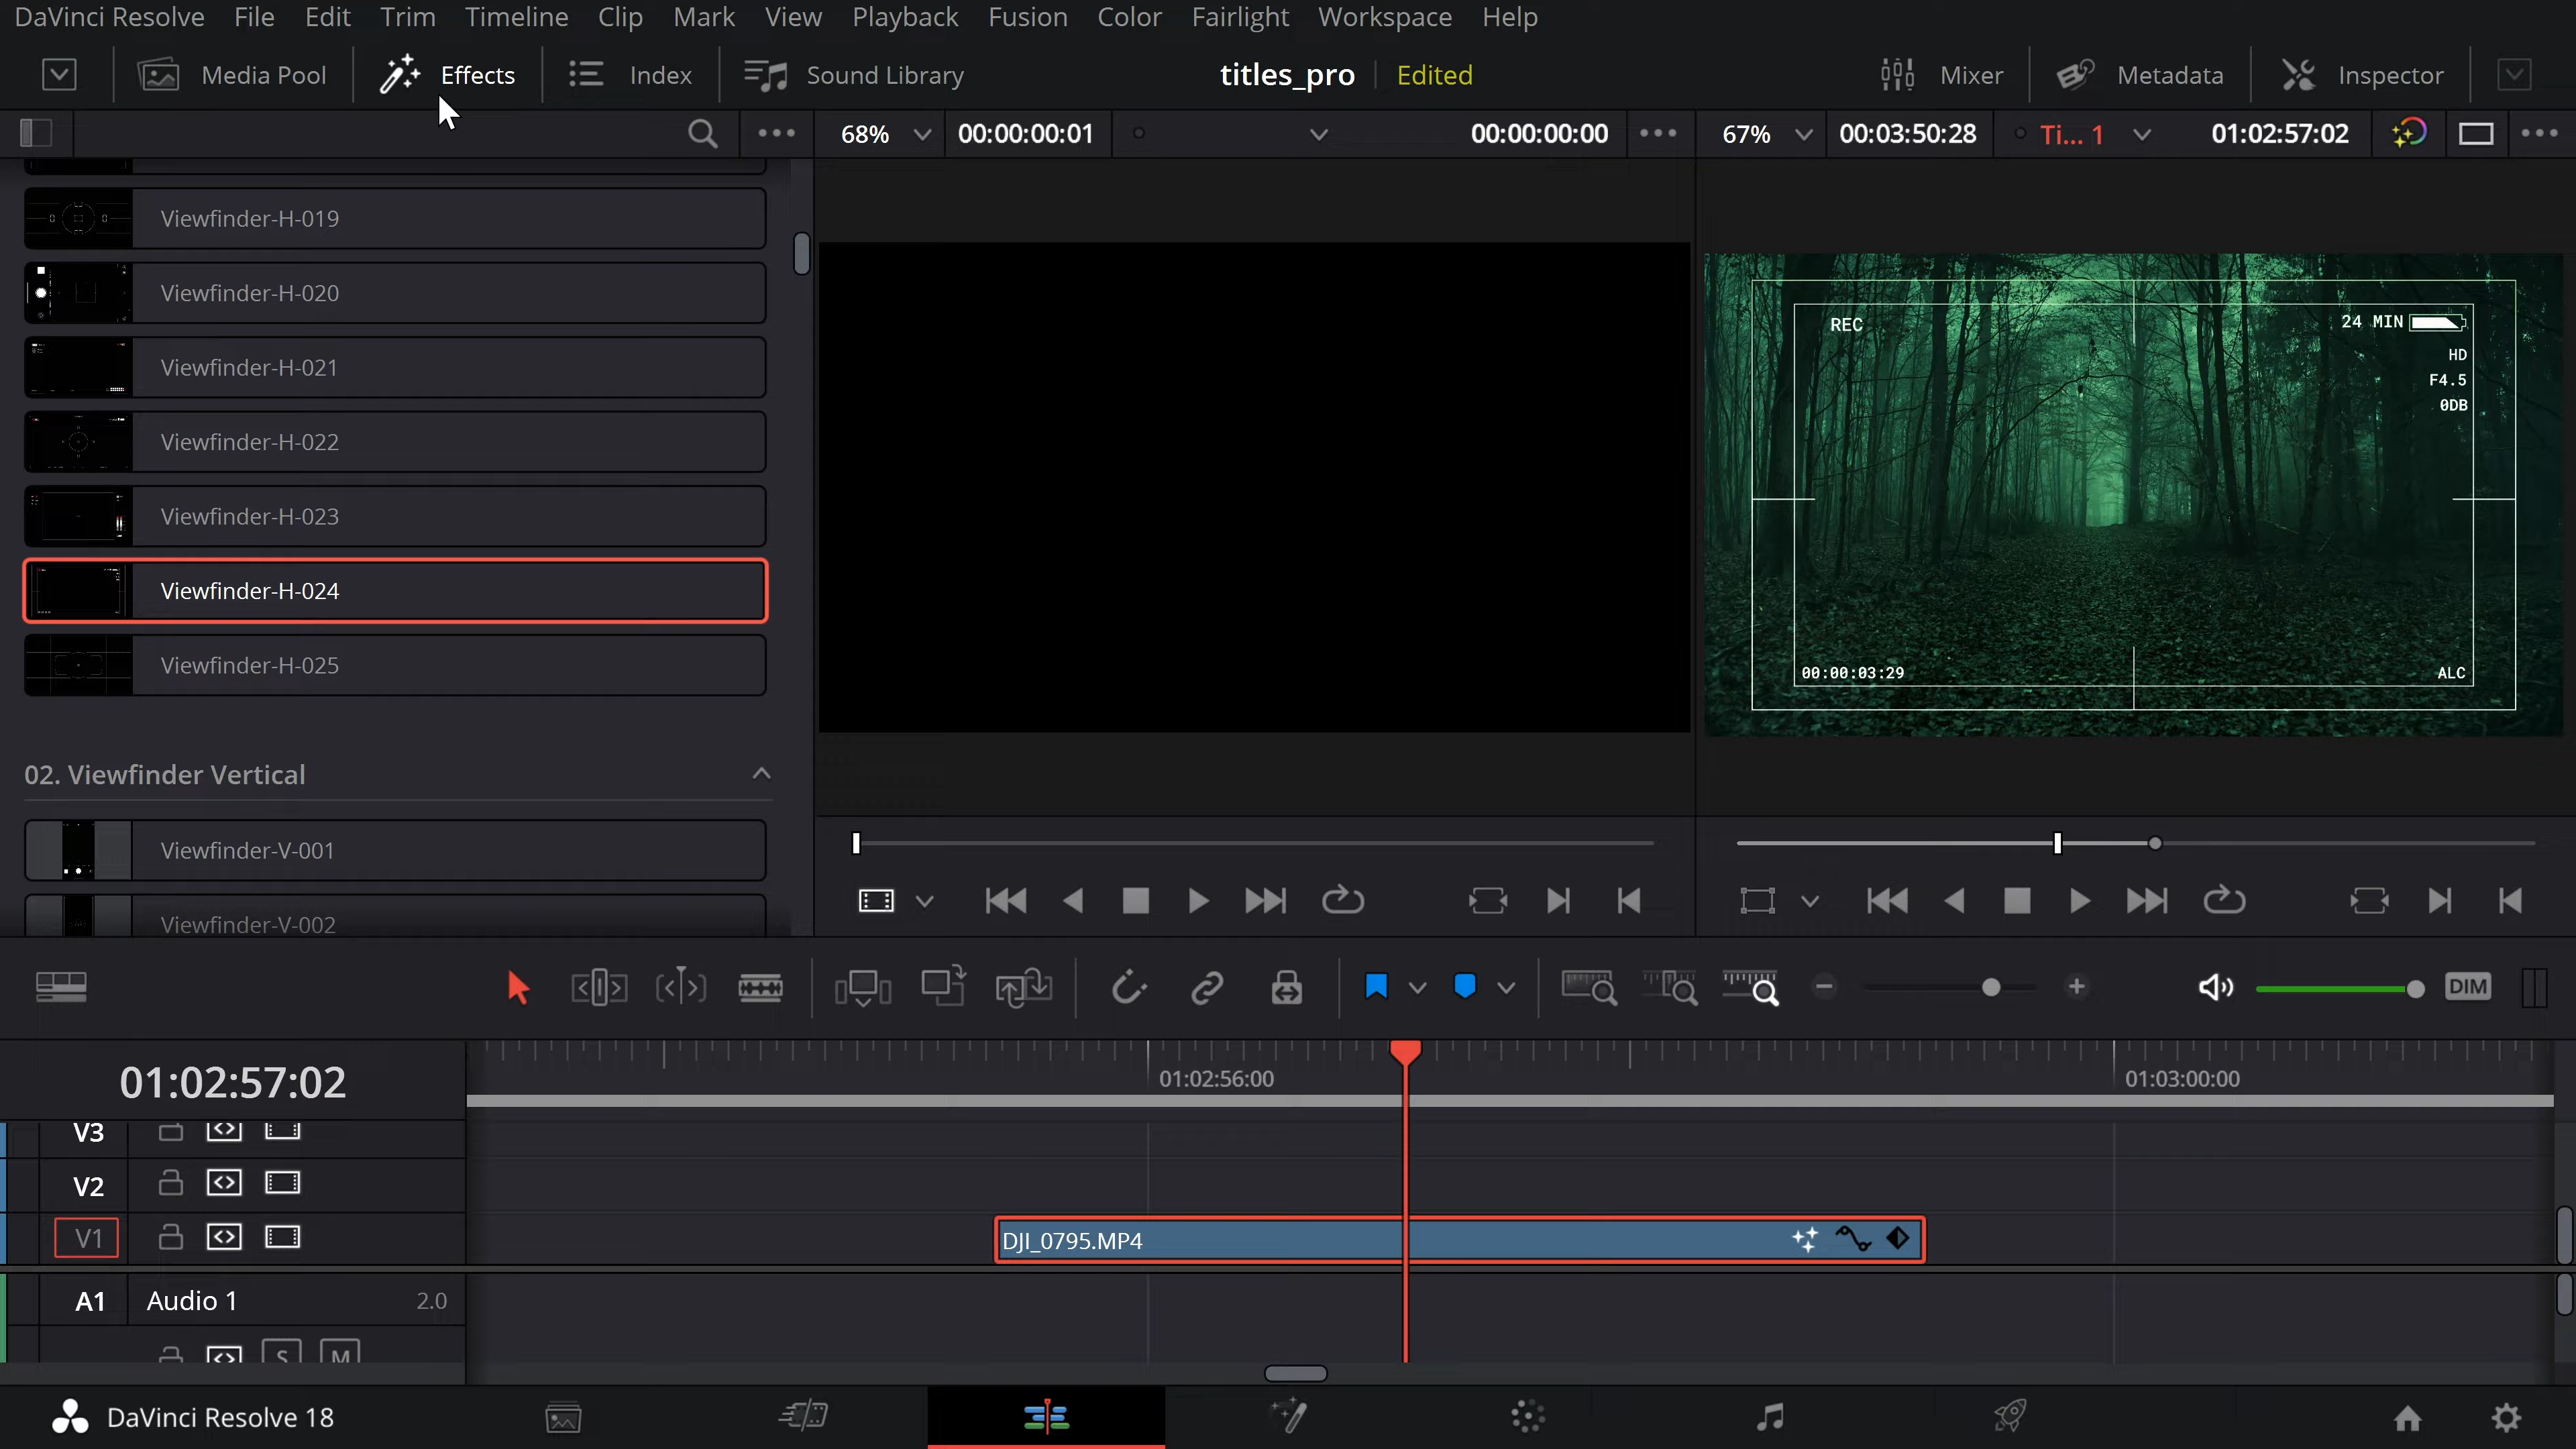 DaVinci Resolve File Edit Trim Timeline Clip Mark View Playback Fusion Color Fairlight Workspace Help
Media Pool Effects Index Sound Library titles_pro Edited Mixer Metadata Inspector
68% 00:00:00:01 00:00:00:00 67% 00:03:50:28 Ti... 1 01:02:57:02
Viewfinder-H-019
Viewfinder-H-020
Viewfinder-H-021
Viewfinder-H-022
Viewfinder-H-023
Viewfinder-H-024
Viewfinder-H-025
02. Viewfinder Vertical
Viewfinder-V-001
Viewfinder-V-002
REC 24 MIN
HD
F4.5
0DB
00:00:03:29 ALC
DIM
01:02:57:02 01:02:56:00 01:03:00:00
V3
V2
V1 DJI_0795.MP4
A1 Audio 1 2.0
S M
DaVinci Resolve 18